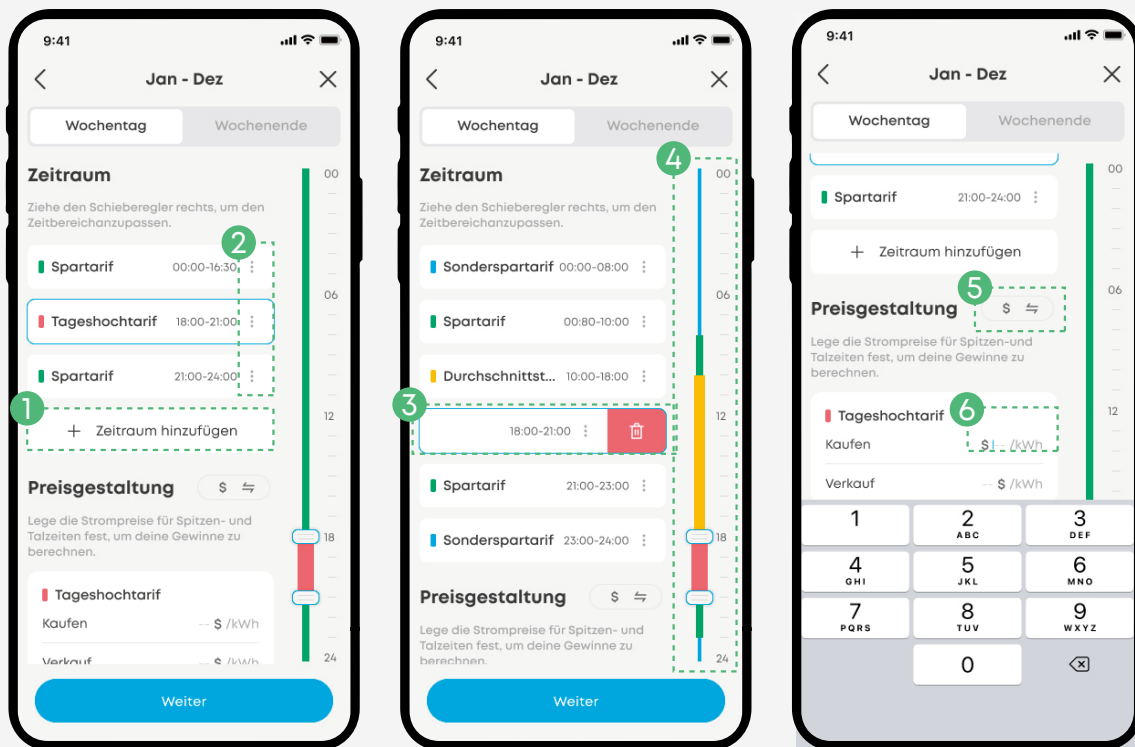 9:41
Jan - Dez
Wochentag
Wochenende
Zeitraum
00
Ziehe den Schieberegler rechts, um den
Zeitbereichanzupassen.
2
Spartarif 00:00-16:30
06
Tageshochtarif 18:00-21:00
Spartarif 21:00-24:00
1
12
+ Zeitraum hinzufügen
Preisgestaltung $
Lege die Strompreise für Spitzen- und
Talzeiten fest, um deine Gewinne zu
berechnen.
18
Tageshochtarif
Kaufen -- $ /kWh
Verkauf -- $ /kWh
24
Weiter
9:41
Jan - Dez
Wochentag
Wochenende
4
Zeitraum
00
Ziehe den Schieberegler rechts, um den
Zeitbereichanzupassen.
Sonderspartarif 00:00-08:00
06
Spartarif 00:80-10:00
Durchschnittst... 10:00-18:00
3
12
18:00-21:00
Spartarif 21:00-23:00
18
Sonderspartarif 23:00-24:00
Preisgestaltung $
Lege die Strompreise für Spitzen- und
Talzeiten fest, um deine Gewinne zu
berechnen.
24
Weiter
9:41
Jan - Dez
Wochentag
Wochenende
00
Spartarif 21:00-24:00
+ Zeitraum hinzufügen
5
06
Preisgestaltung $
Lege die Strompreise für Spitzen-und
Talzeiten fest, um deine Gewinne zu
berechnen.
6
12
Tageshochtarif
Kaufen $ -- /kWh
Verkauf -- $ /kWh
1
2 ABC
3 DEF
4 GHI
5 JKL
6 MNO
7 PQRS
8 TUV
9 WXYZ
0